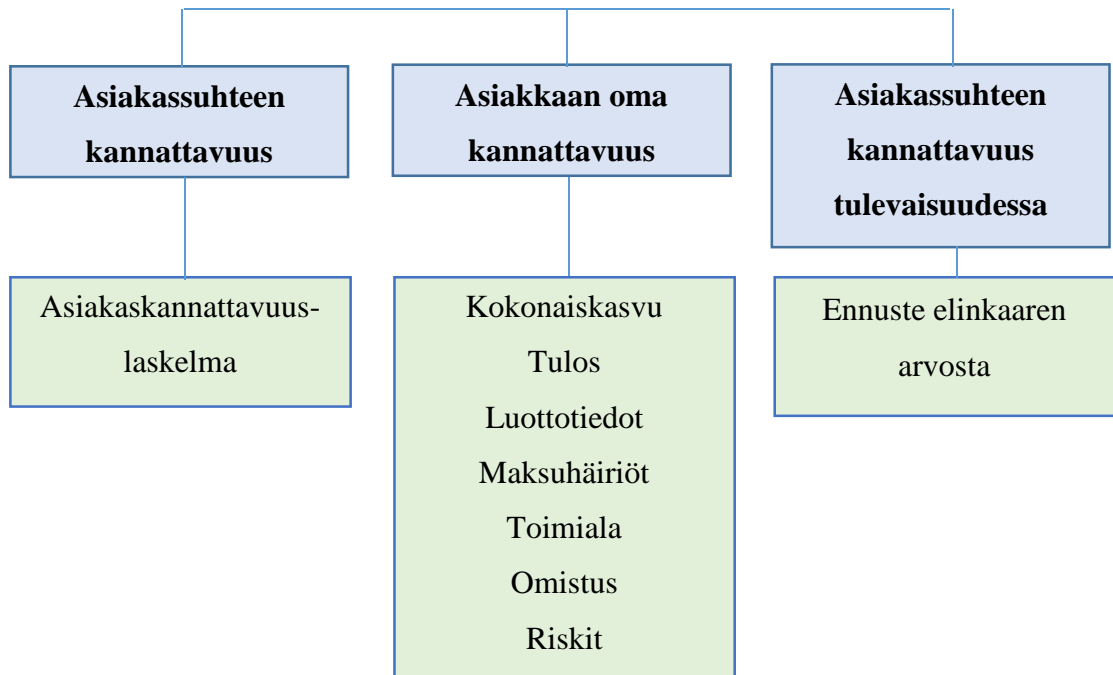 Asiakassuhteen
kannattavuus
Asiakkaan oma
kannattavuus
Asiakassuhteen
kannattavuus
tulevaisuudessa
Asiakaskannattavuus-
laskelma
Kokonaiskasvu
Tulos
Luottotiedot
Maksuhäiriöt
Toimiala
Omistus
Riskit
Ennuste elinkaaren
arvosta